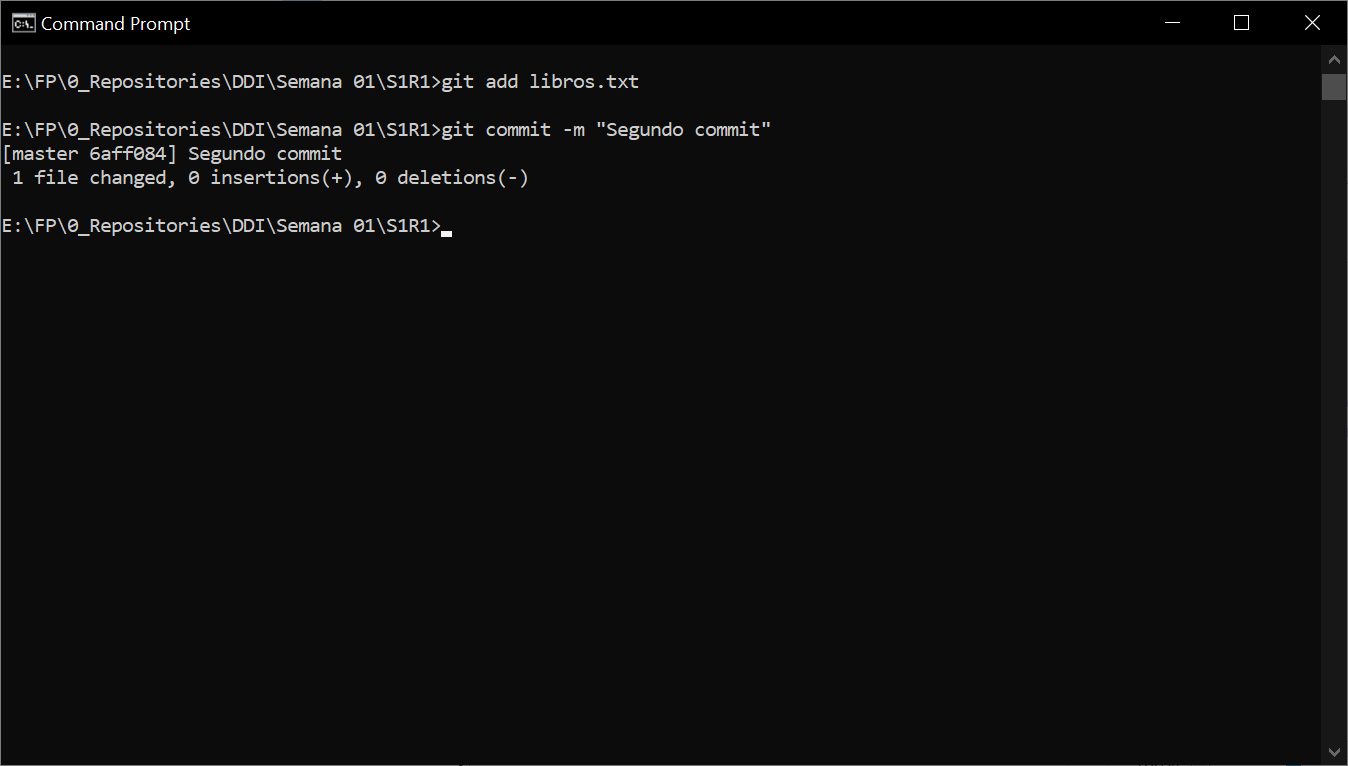 Command Prompt
E:\FP\0_Repositories\DDI\Semana 01\S1R1>git add libros.txt
E:\FP\0_Repositories\DDI\Semana 01\S1R1>git commit -m "Segundo commit"
[master 6aff084] Segundo commit
 1 file changed, 0 insertions(+), 0 deletions(-)
E:\FP\0_Repositories\DDI\Semana 01\S1R1>